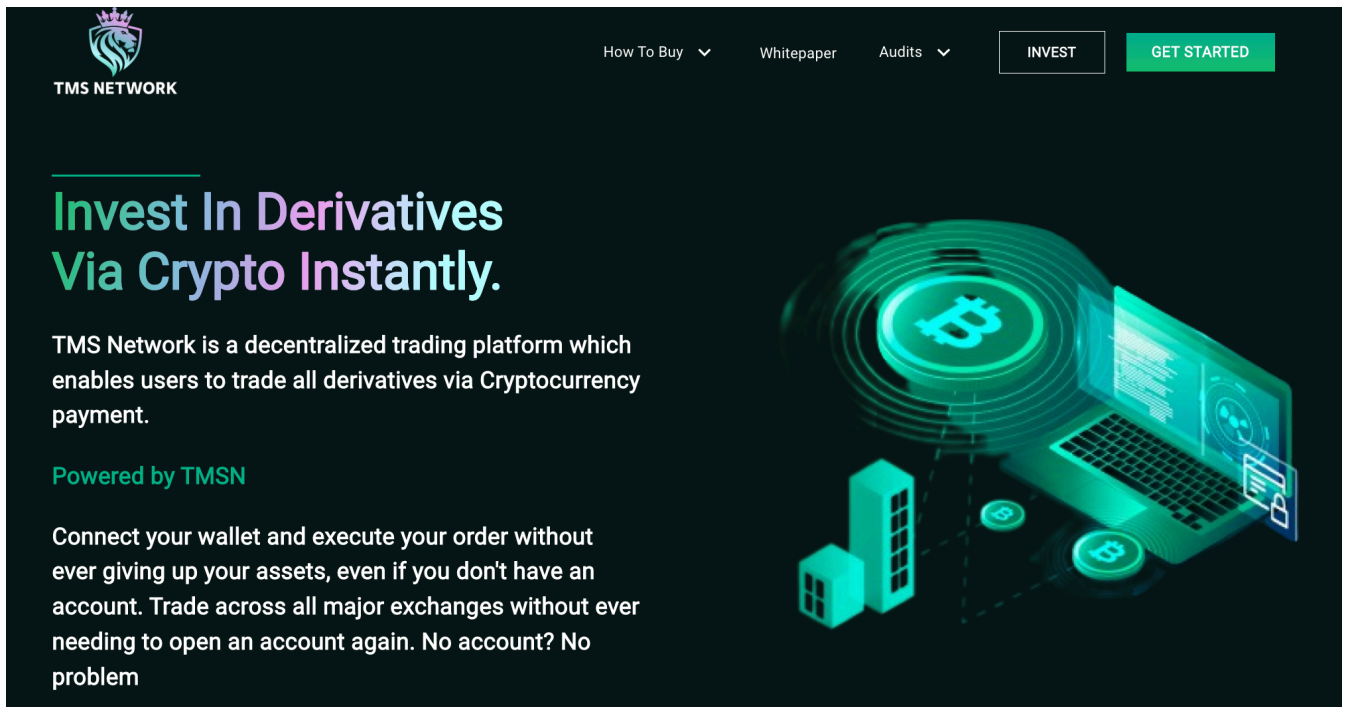 TMS NETWORK
How To Buy
Whitepaper
Audits
INVEST
GET STARTED
Invest In Derivatives
Via Crypto Instantly.
TMS Network is a decentralized trading platform which
enables users to trade all derivatives via Cryptocurrency
payment.
Powered by TMSN
Connect your wallet and execute your order without
ever giving up your assets, even if you don't have an
account. Trade across all major exchanges without ever
needing to open an account again. No account? No
problem